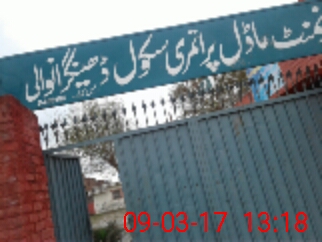 منٹ ماڈل پرائمری سکول ڈھینگرانوالی
09-03-17 13:18